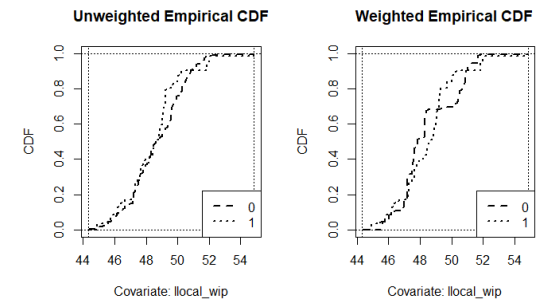 Unweighted Empirical CDF
CDF
0.0 0.2 0.4 0.6 0.8 1.0
0
1
44 46 48 50 52 54
Covariate: llocal_wip
Weighted Empirical CDF
CDF
0.0 0.2 0.4 0.6 0.8 1.0
0
1
44 46 48 50 52 54
Covariate: llocal_wip